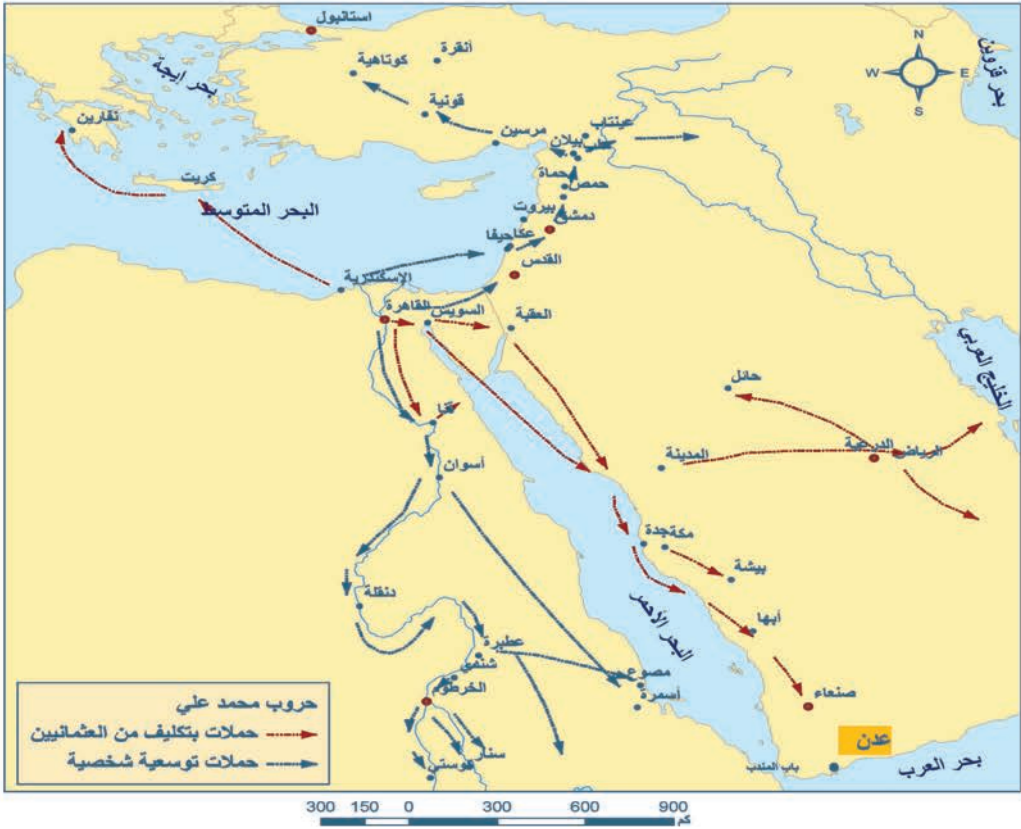 استانبول
أنقرة
كوتاهية
قونية
بحر ايجة
نفارين
كريت
البحر المتوسط
مرسين
عينتاب
بيلان
حماة
حمص
بيروت
دمشق
عكا حيفا
القدس
الإسكندرية
القاهرة
السويس
العقبة
قنا
أسوان
دنقلة
عطبرة
شندي
الخرطوم
سنار
كوستي
مصوع
أسمر
بحر قزوين
الخليج العربي
حائل
الدرعية
الرياض
المدينة
مكة
جدة
بيشة
أبها
صنعاء
عدن
باب المندب
بحر العرب
البحر الأحمر
N
W
E
S
حروب محمد علي
حملات بتكليف من العثمانيين
حملات توسعية شخصية
300 150 0 300 600 900
كم